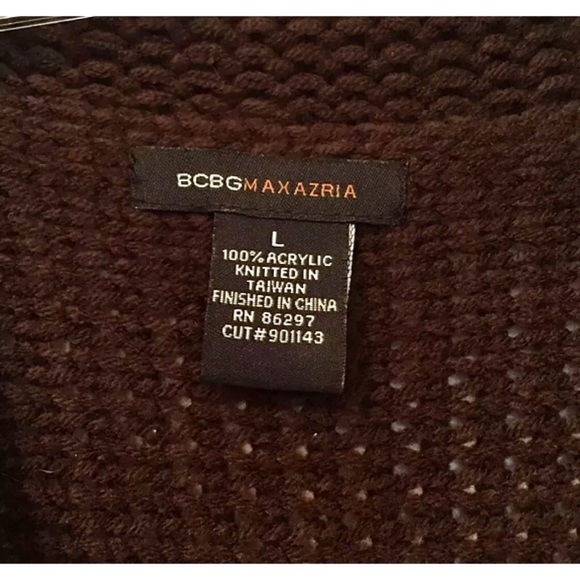 BCBGMAXAZRIA
L
100% ACRYLIC
KNITTED IN
TAIWAN
FINISHED IN CHINA
RN 86297
CUT#901143